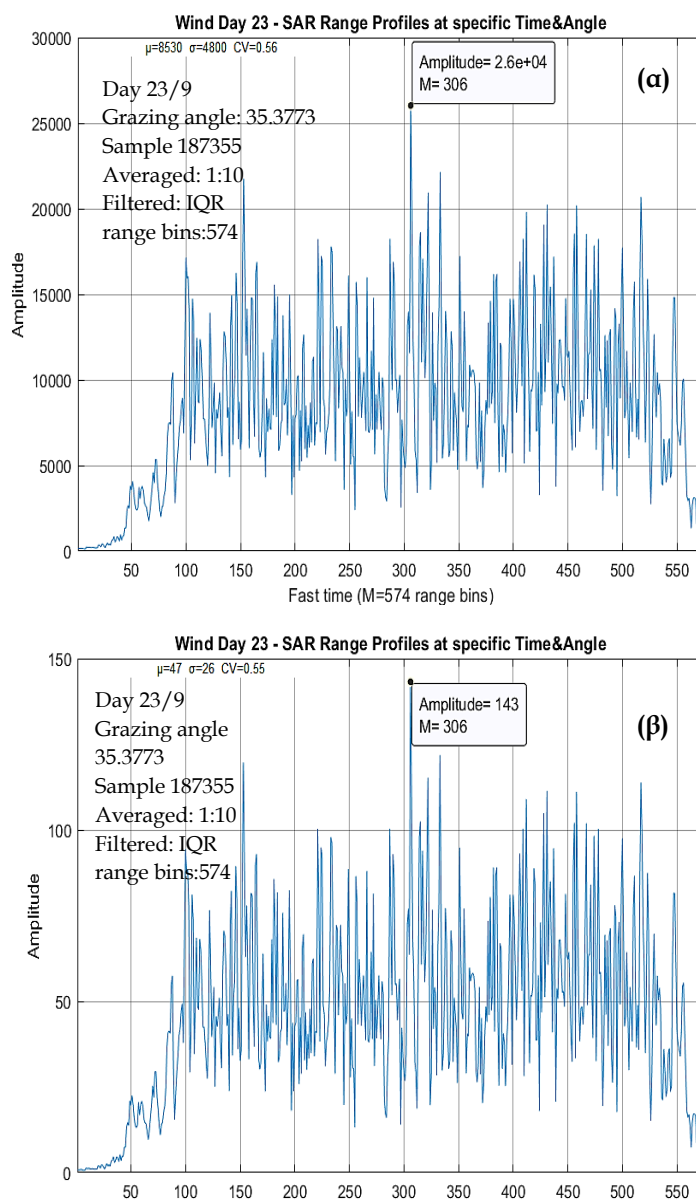 Wind Day 23 - SAR Range Profiles at specific Time&Angle
μ=8530 σ=4800 CV=0.56
30000
25000
20000
15000
10000
5000
0
Amplitude
Day 23/9
Grazing angle: 35.3773
Sample 187355
Averaged: 1:10
Filtered: IQR
range bins:574
Amplitude= 2.6e+04
M= 306
(α)
50 100 150 200 250 300 350 400 450 500 550
Fast time (M=574 range bins)
Wind Day 23 - SAR Range Profiles at specific Time&Angle
μ=47 σ=26 CV=0.55
150
100
50
0
Amplitude
Day 23/9
Grazing angle
35.3773
Sample 187355
Averaged: 1:10
Filtered: IQR
range bins:574
Amplitude= 143
M= 306
(β)
50 100 150 200 250 300 350 400 450 500 550